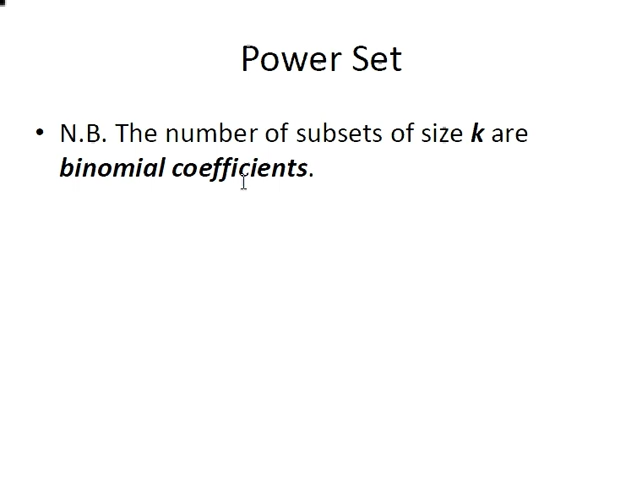 Power Set
• N.B. The number of subsets of size k are
binomial coefficients.